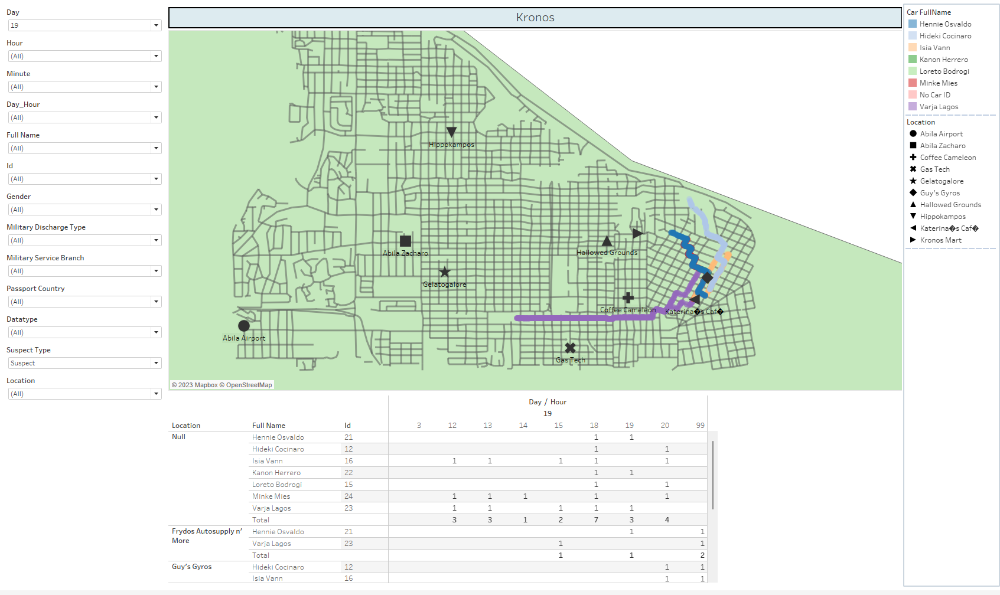 Kronos
Day
19
Hour
(All)
Minute
(All)
Day_Hour
(All)
Full Name
(All)
Id
(All)
Gender
(All)
Military Discharge Type
(All)
Military Service Branch
(All)
Passport Country
(All)
Datatype
(All)
Suspect Type
Suspect
Location
(All)
Hippokampos
Abila Zacharo
Hallowed Grounds
Gelatogalore
Coffee Cameleon
Katerina�s Caf�
Abila Airport
Gas Tech
© 2023 Mapbox © OpenStreetMap
Car FullName
Hennie Osvaldo
Hideki Cocinaro
Isia Vann
Kanon Herrero
Loreto Bodrogi
Minke Mies
No Car ID
Varja Lagos
Location
Abila Airport
Abila Zacharo
Coffee Cameleon
Gas Tech
Gelatogalore
Guy's Gyros
Hallowed Grounds
Hippokampos
Katerina�s Caf�
Kronos Mart
Day / Hour
19
Location Full Name Id 3 12 13 14 15 18 19 20 99
Null Hennie Osvaldo 21 1 1
Hideki Cocinaro 12 1 1
Isia Vann 16 1 1 1 1 1
Kanon Herrero 22 1 1
Loreto Bodrogi 15 1 1
Minke Mies 24 1 1 1 1 1
Varja Lagos 23 1 1 1 1 1
Total 3 3 1 2 7 3 4
Frydos Autosupply n' Hennie Osvaldo 21 1 1
More Varja Lagos 23 1 1
Total 1 1 2
Guy's Gyros Hideki Cocinaro 12 1 1
Isia Vann 16 1 1